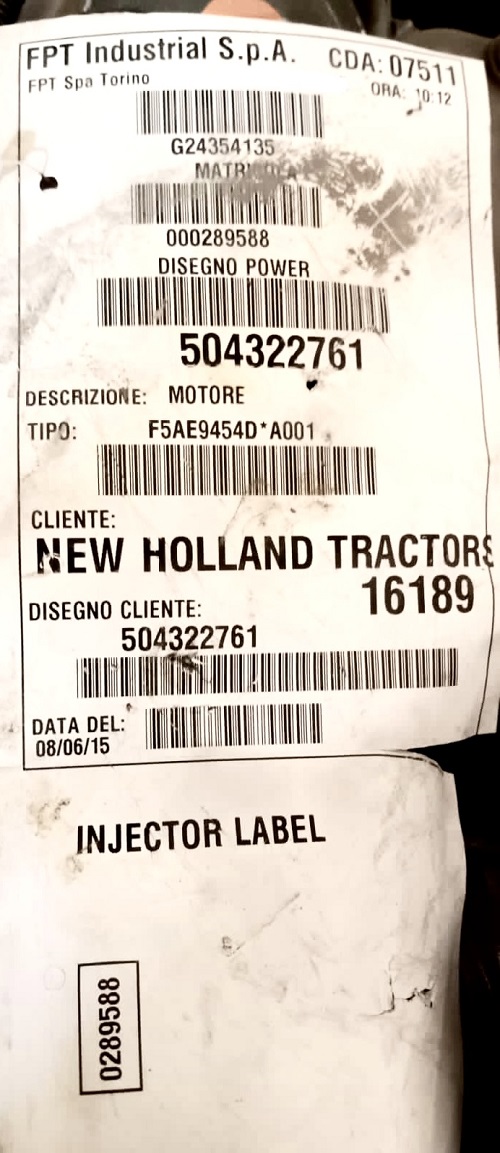 FPT Industrial S.p.A. CDA: 07511
FPT Spa Torino ORA: 10:12
G24354135
MATRICOLA
000289588
DISEGNO POWER
504322761
DESCRIZIONE: MOTORE
TIPO: F5AE9454D*A001
CLIENTE:
NEW HOLLAND TRACTORS
16189
DISEGNO CLIENTE:
504322761
DATA DEL:
08/06/15
INJECTOR LABEL
0289588